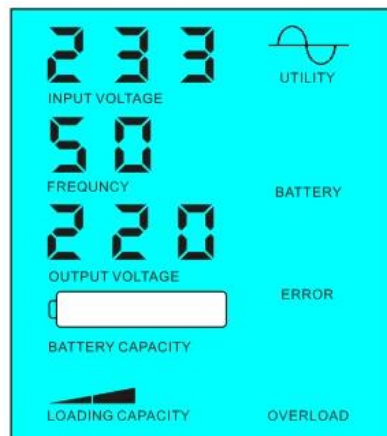 233
INPUT VOLTAGE
UTILITY
50
FREQUNCY
BATTERY
220
OUTPUT VOLTAGE
ERROR
BATTERY CAPACITY
LOADING CAPACITY
OVERLOAD